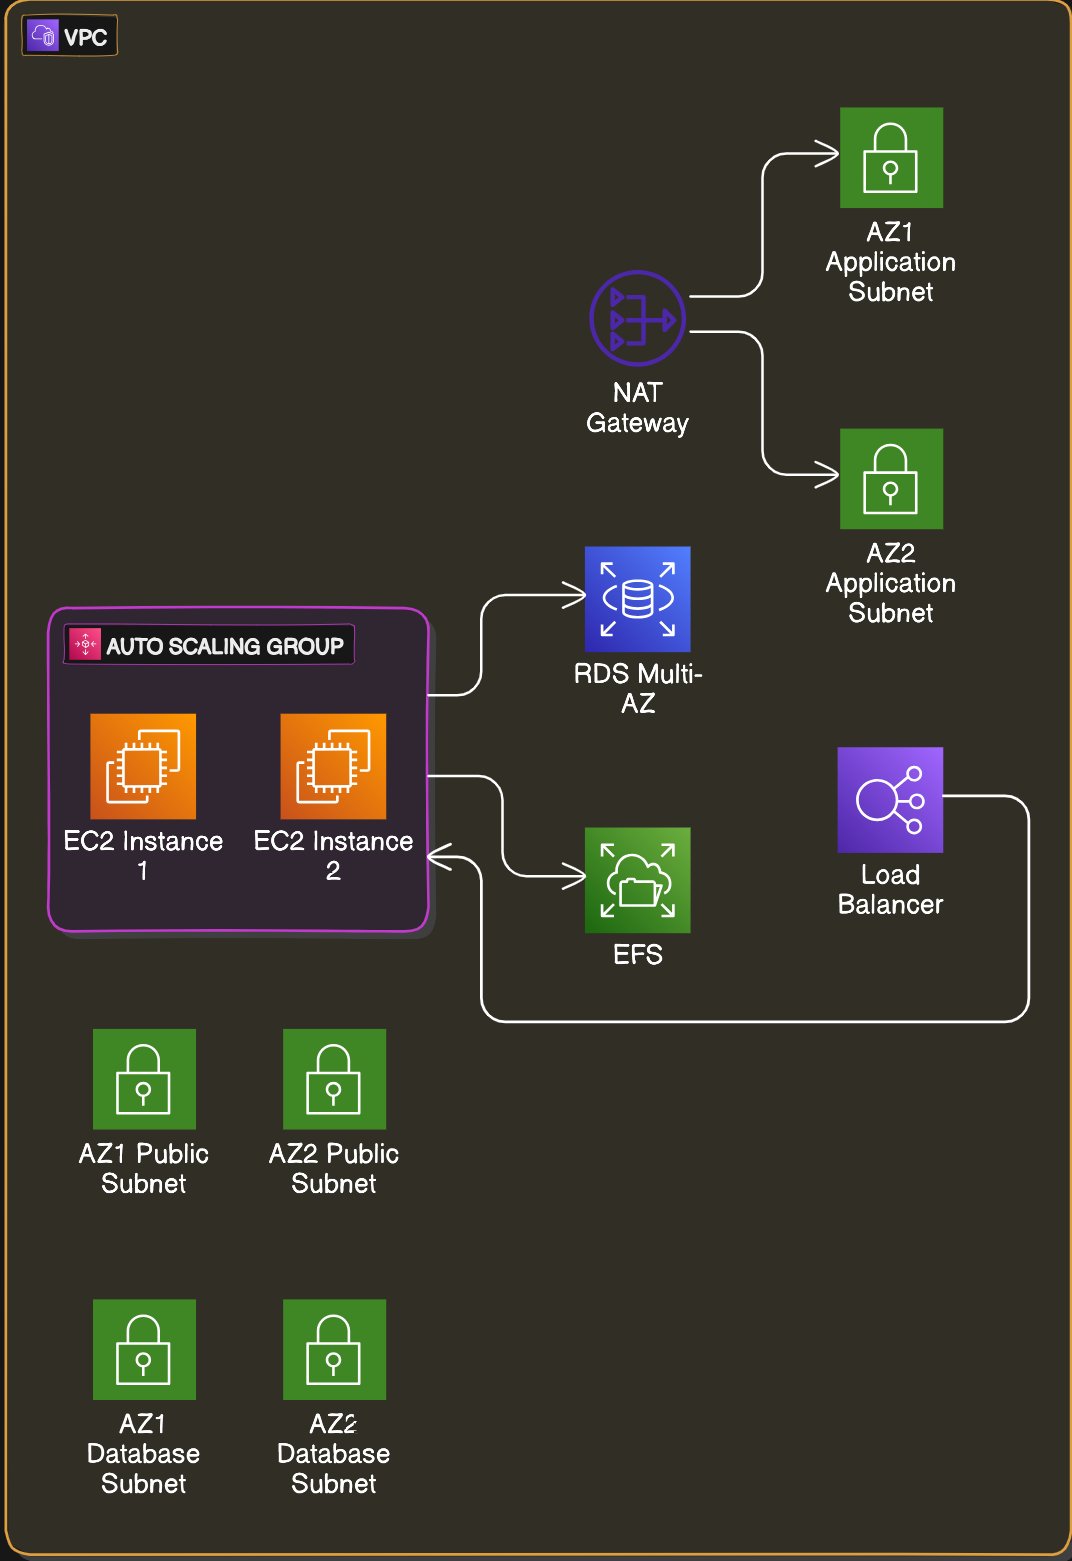 VPC
AZ1
Application
Subnet
NAT
Gateway
AZ2
Application
Subnet
RDS Multi-
AZ
AUTO SCALING GROUP
EC2 Instance
1
EC2 Instance
2
Load
Balancer
EFS
AZ1 Public
Subnet
AZ2 Public
Subnet
AZ1
Database
Subnet
AZ2
Database
Subnet